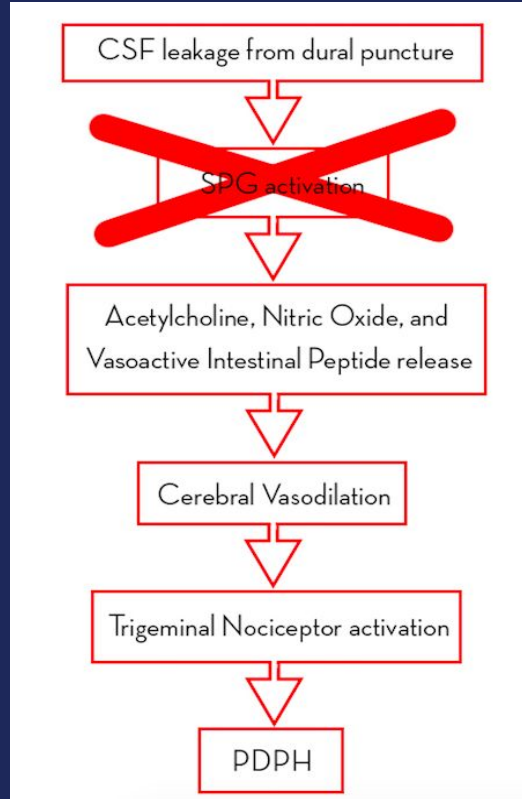 CSF leakage from dural puncture
SPG activation
Acetylcholine, Nitric Oxide, and
Vasoactive Intestinal Peptide release
Cerebral Vasodilation
Trigeminal Nociceptor activation
PDPH